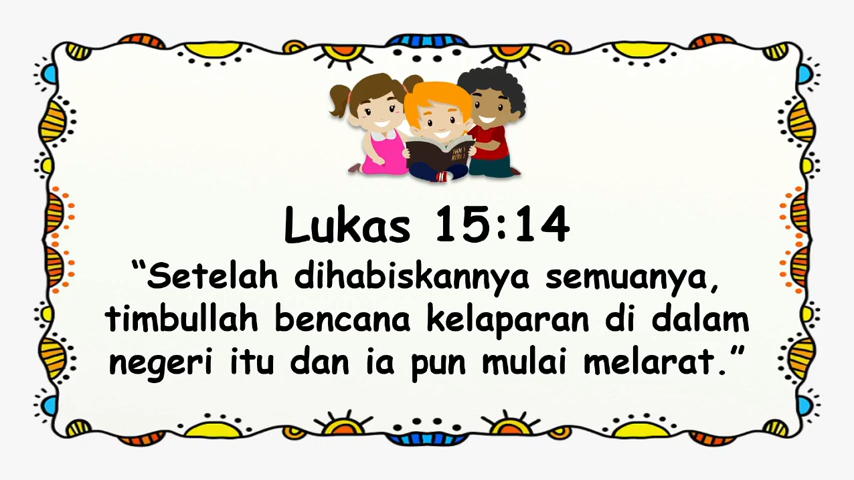 Lukas 15:14
“Setelah dihabiskannya semuanya,
timbullah bencana kelaparan di dalam
negeri itu dan ia pun mulai melarat.”